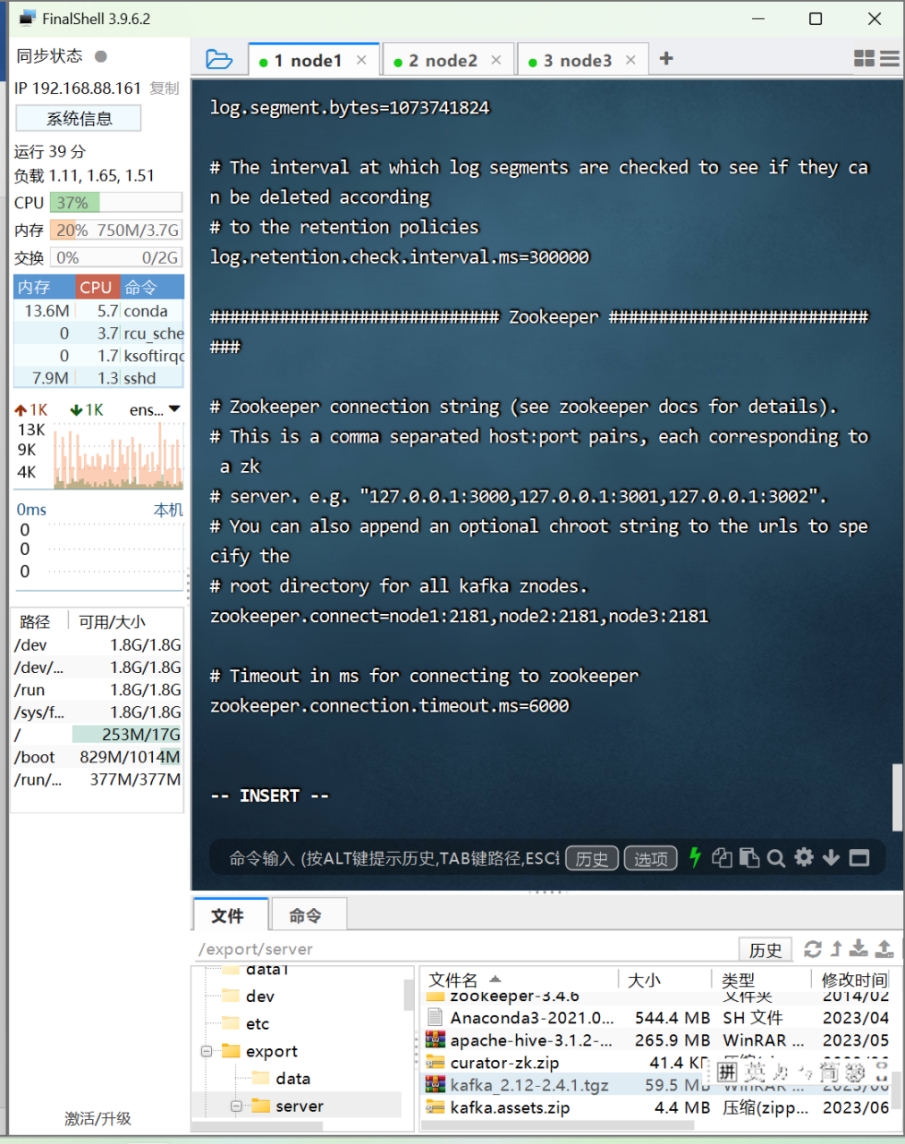 FinalShell 3.9.6.2
同步状态
IP 192.168.88.161 复制
系统信息
运行 39 分
负载 1.11, 1.65, 1.51
CPU 37%
内存 20% 750M/3.7G
交换 0% 0/2G
内存 CPU 命令
13.6M 5.7 conda
0 3.7 rcu_sche
0 1.7 ksoftirqd
7.9M 1.3 sshd
1K 1K ens...
13K
9K
4K
0ms 本机
0
0
0
路径 可用/大小
/dev 1.8G/1.8G
/dev/... 1.8G/1.8G
/run 1.8G/1.8G
/sys/f... 1.8G/1.8G
/ 253M/17G
/boot 829M/1014M
/run/... 377M/377M
激活/升级
1 node1 2 node2 3 node3
log.segment.bytes=1073741824
# The interval at which log segments are checked to see if they ca
n be deleted according
# to the retention policies
log.retention.check.interval.ms=300000
############################# Zookeeper ##########################
###
# Zookeeper connection string (see zookeeper docs for details).
# This is a comma separated host:port pairs, each corresponding to
a zk
# server. e.g. "127.0.0.1:3000,127.0.0.1:3001,127.0.0.1:3002".
# You can also append an optional chroot string to the urls to spe
cify the
# root directory for all kafka znodes.
zookeeper.connect=node1:2181,node2:2181,node3:2181
# Timeout in ms for connecting to zookeeper
zookeeper.connection.timeout.ms=6000
-- INSERT --
命令输入 (按ALT键提示历史,TAB键路径,ESC 历史 选项
文件 命令
/export/server 历史
data1
dev
etc
export
data
server
文件名 大小 类型 修改时间
zookeeper-3.4.6 文件夹 2014/02
Anaconda3-2021.0... 544.4 MB SH 文件 2023/04
apache-hive-3.1.2-... 265.9 MB WinRAR ... 2023/05
curator-zk.zip 41.4 KB
kafka_2.12-2.4.1.tgz 59.5 MB WinRAR ... 2023/06
kafka.assets.zip 4.4 MB 压缩(zipp... 2023/06
拼 英 简